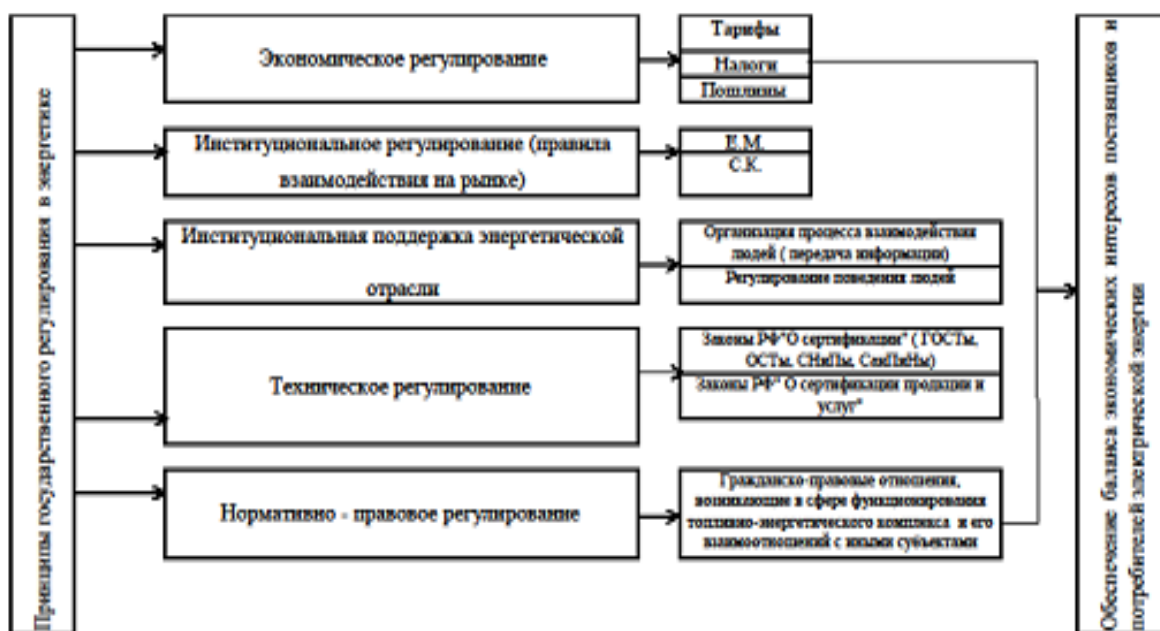 Принципы государственного регулирования в энергетике
Экономическое регулирование
Тарифы
Налоги
Пошлины
Институциональное регулирование (правила
взаимодействия на рынке)
Е.М.
С.К.
Институциональная поддержка энергетической
отрасли
Организация процесса взаимодействия
людей ( передача информации)
Регулирование поведения людей
Техническое регулирование
Законы РФ"О сертификации" ( ГОСТы,
ОСТы, СНиПы, СанПиНы)
Законы РФ" О сертификации продкции и
услуг"
Нормативно - правовое регулирование
Гражданско-правовые отношения,
возникающие в сфере функционирования
топливно-энергетического комплекса и его
взаимоотношений с иными субъектами
Обеспечение баланса экономических интересов поставщиков и
потребителей электрической энергии